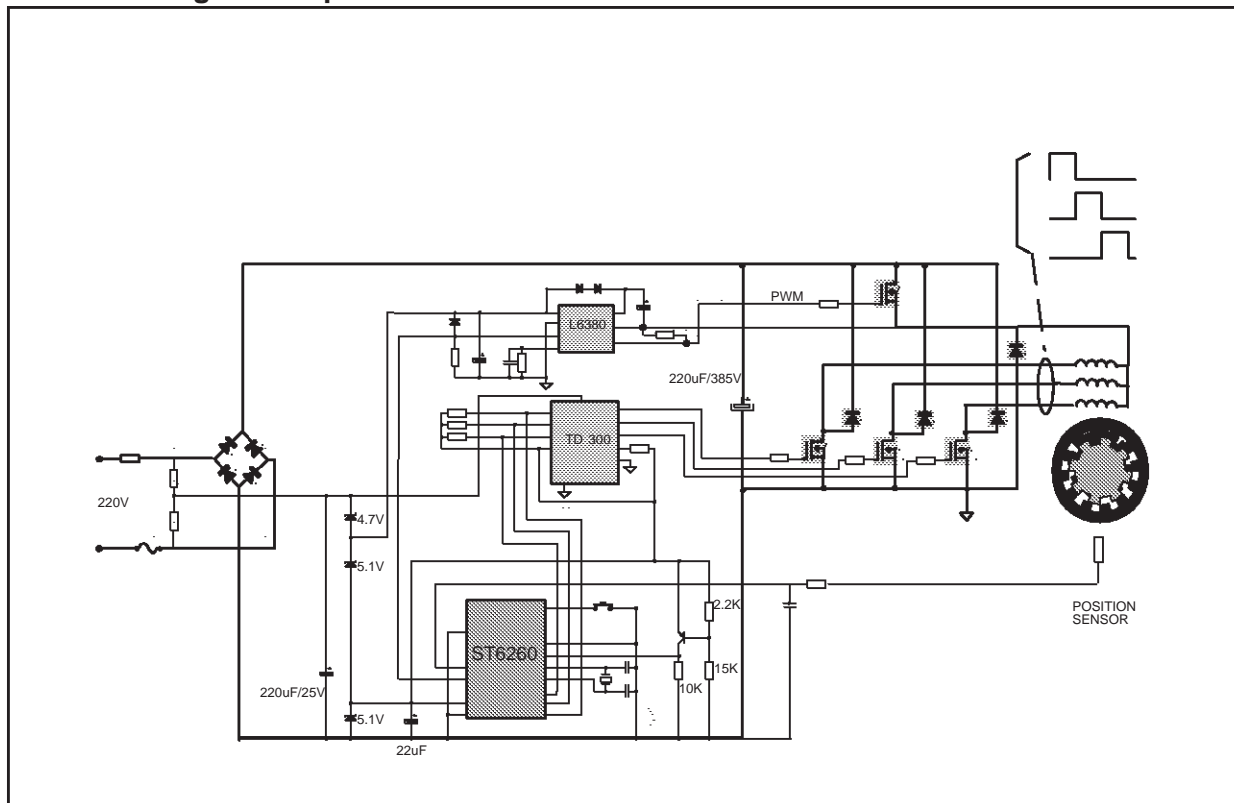 PWM
L6380
220uF/385V
TD 300
220V
4.7V
5.1V
2.2K
POSITION
SENSOR
ST6260
15K
10K
220uF/25V
5.1V
22uF